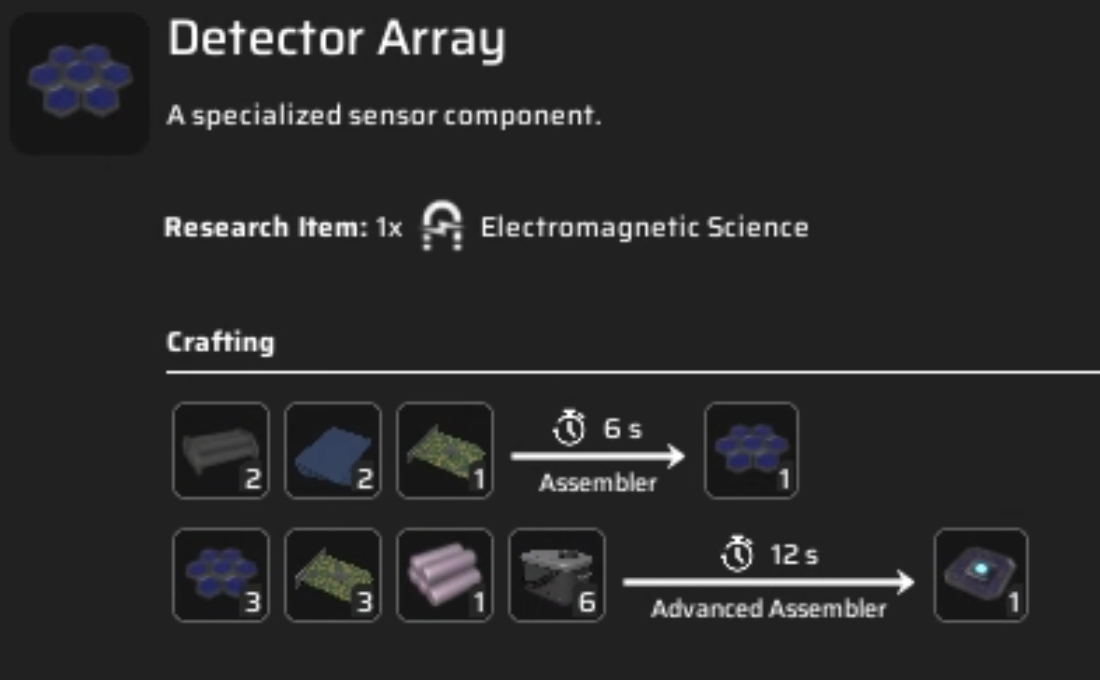 Detector Array
A specialized sensor component.
Research Item: 1x Electromagnetic Science
Crafting
2 2 1 6 s 1
Assembler
3 3 1 6 12 s 1
Advanced Assembler